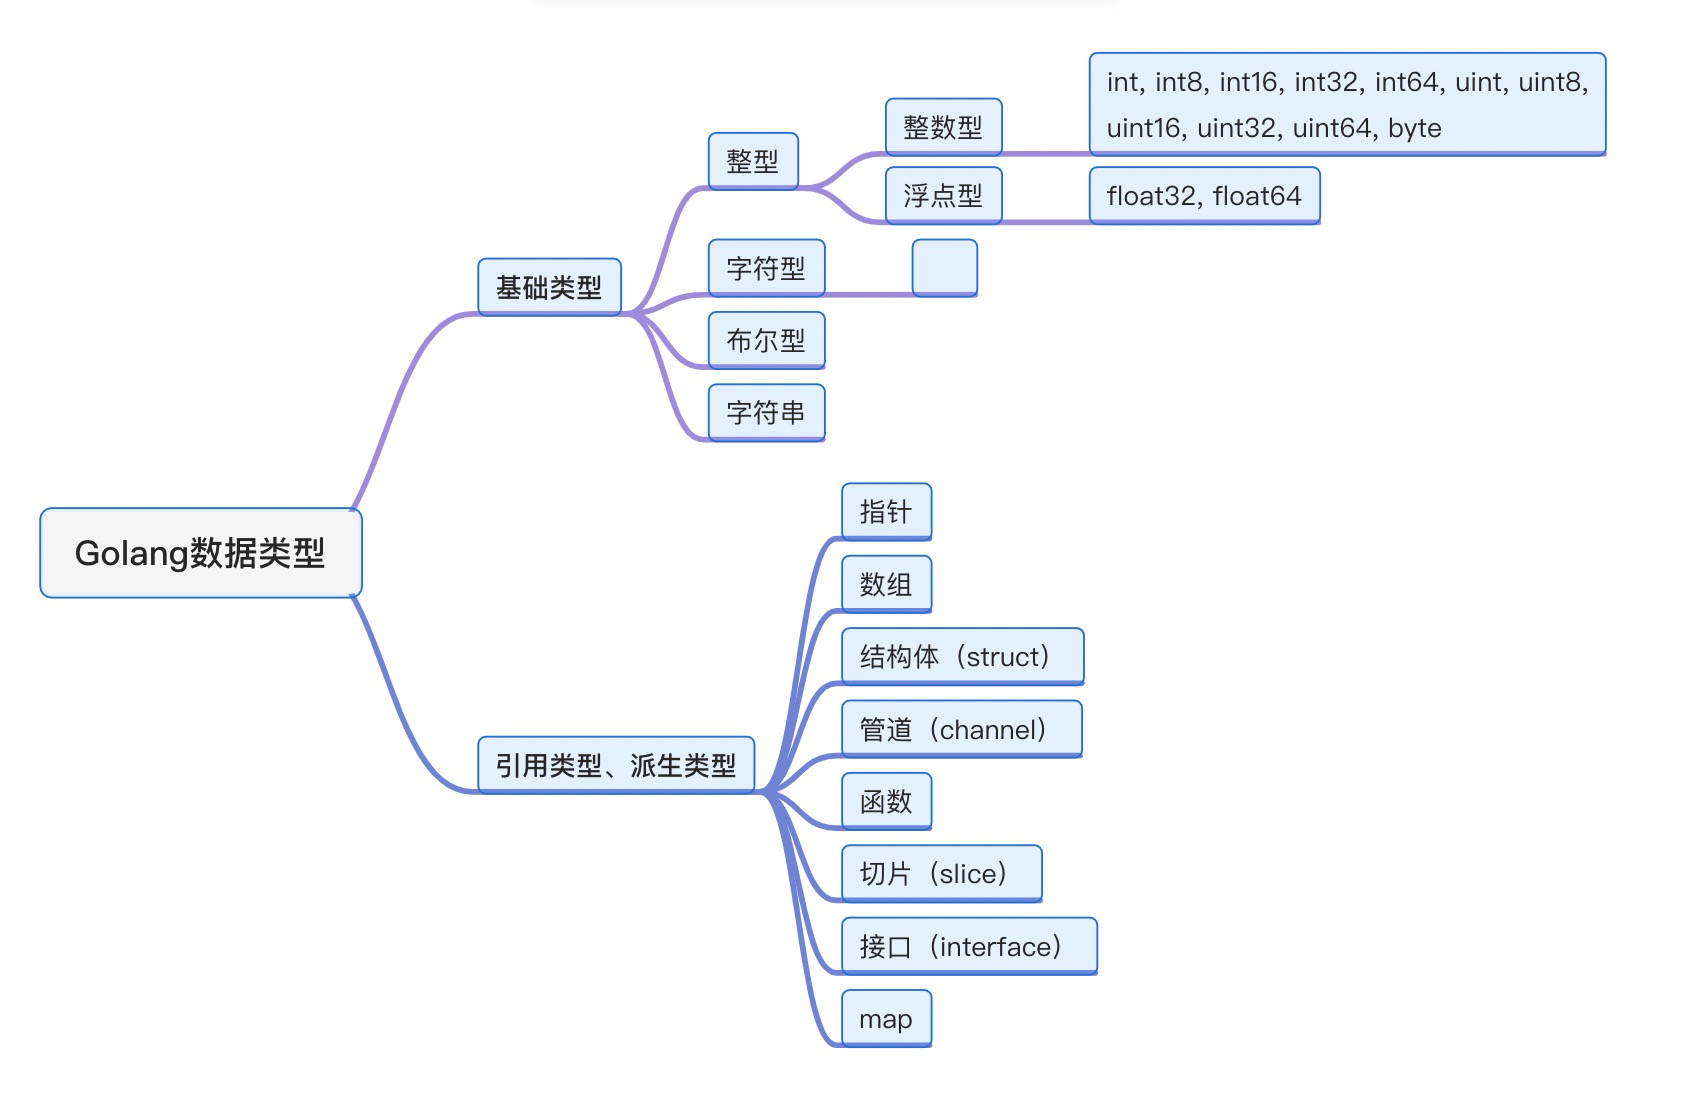 Golang数据类型
基础类型
整型
整数型
int, int8, int16, int32, int64, uint, uint8,
uint16, uint32, uint64, byte
浮点型
float32, float64
字符型
布尔型
字符串
引用类型、派生类型
指针
数组
结构体（struct）
管道（channel）
函数
切片（slice）
接口（interface）
map